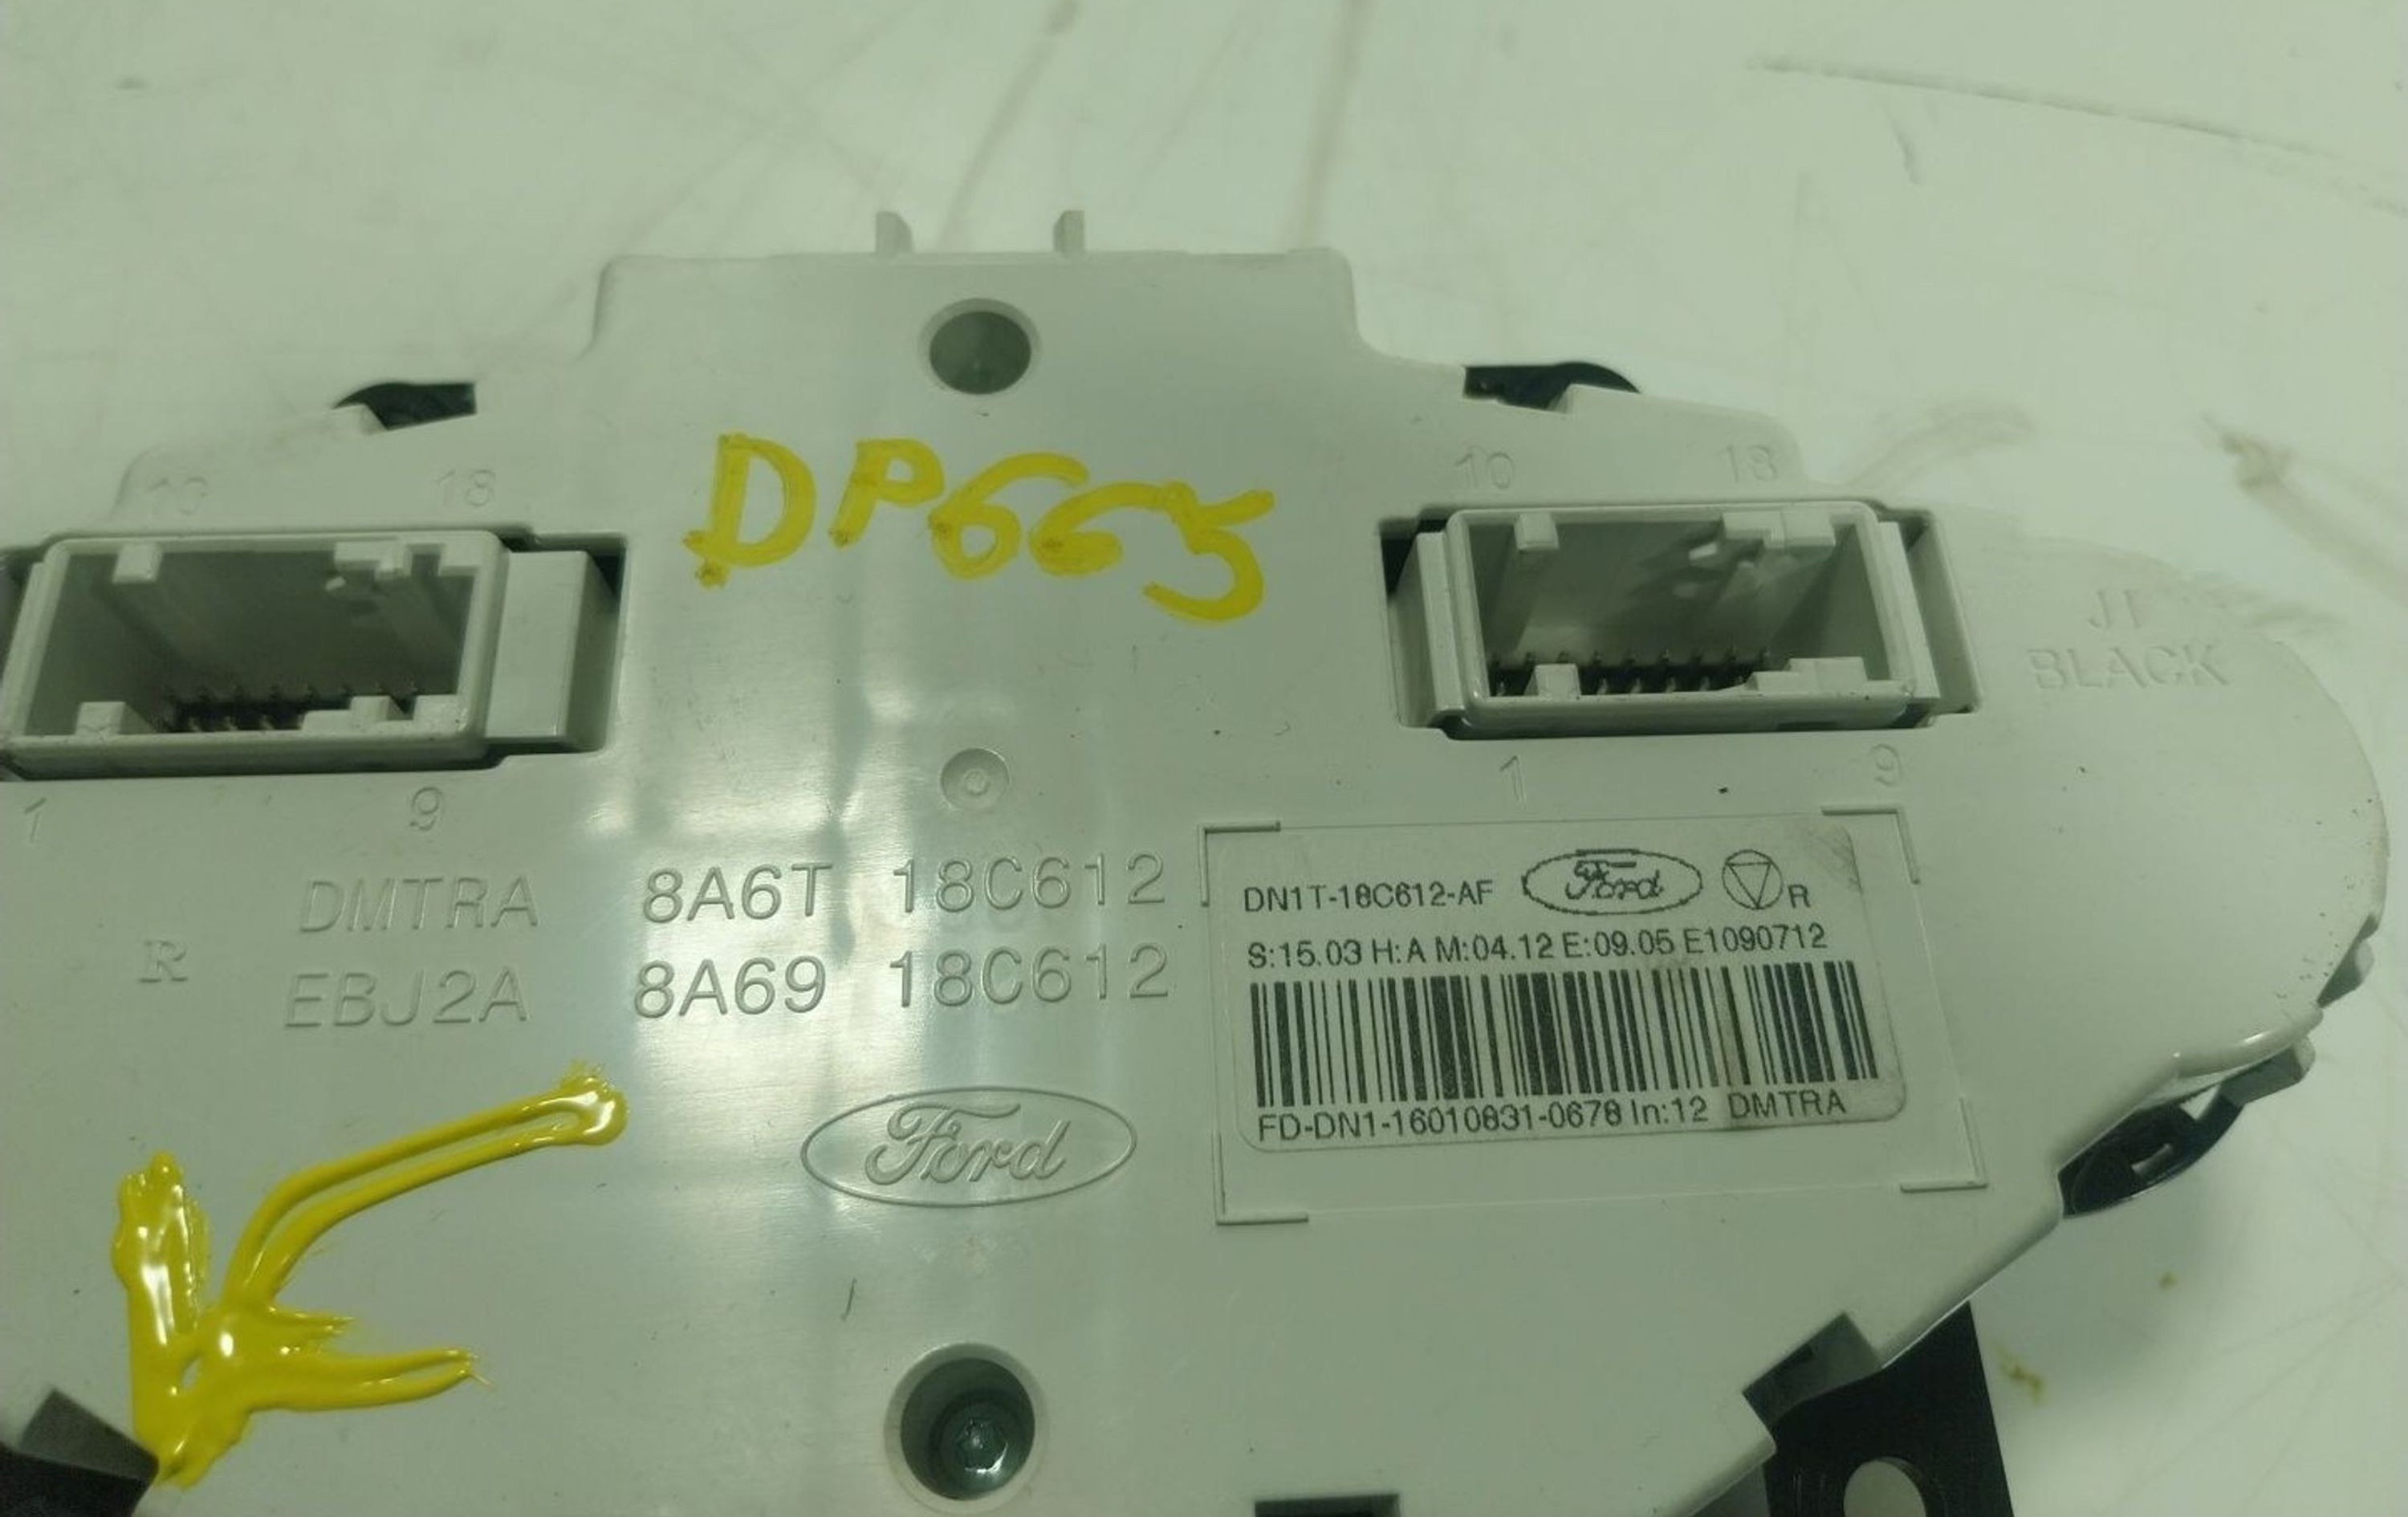 DP665
10 18
10 18
J1
BLACK
1 9
1 9
DMTRA 8A6T 18C612
R
EBJ2A 8A69 18C612
Ford
DN1T-18C612-AF Ford R
S:15.03 H:A M:04.12 E:09.05 E1090712
FD-DN1-16010831-0678 In:12 DMTRA